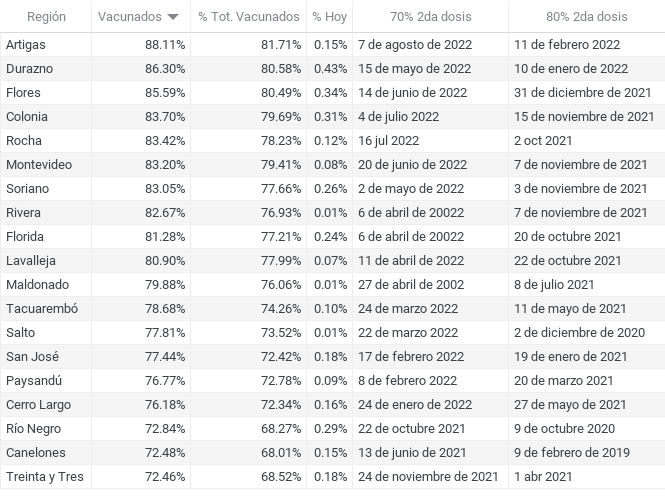 Región Vacunados % Tot. Vacunados % Hoy 70% 2da dosis 80% 2da dosis
Artigas 88.11% 81.71% 0.15% 7 de agosto de 2022 11 de febrero 2022
Durazno 86.30% 80.58% 0.43% 15 de mayo de 2022 10 de enero de 2022
Flores 85.59% 80.49% 0.34% 14 de junio de 2022 31 de diciembre de 2021
Colonia 83.70% 79.69% 0.31% 4 de julio 2022 15 de noviembre de 2021
Rocha 83.42% 78.23% 0.12% 16 jul 2022 2 oct 2021
Montevideo 83.20% 79.41% 0.08% 20 de junio de 2022 7 de noviembre de 2021
Soriano 83.05% 77.66% 0.26% 2 de mayo de 2022 3 de noviembre de 2021
Rivera 82.67% 76.93% 0.01% 6 de abril de 20022 7 de noviembre de 2021
Florida 81.28% 77.21% 0.24% 6 de abril de 20022 20 de octubre 2021
Lavalleja 80.90% 77.99% 0.07% 11 de abril de 2022 22 de octubre 2021
Maldonado 79.88% 76.06% 0.01% 27 de abril de 2002 8 de julio 2021
Tacuarembó 78.68% 74.26% 0.10% 24 de marzo 2022 11 de mayo de 2021
Salto 77.81% 73.52% 0.01% 22 de marzo 2022 2 de diciembre de 2020
San José 77.44% 72.42% 0.18% 17 de febrero 2022 19 de enero de 2021
Paysandú 76.77% 72.78% 0.09% 8 de febrero 2022 20 de marzo 2021
Cerro Largo 76.18% 72.34% 0.16% 24 de enero de 2022 27 de mayo de 2021
Río Negro 72.84% 68.27% 0.29% 22 de octubre 2021 9 de octubre 2020
Canelones 72.48% 68.01% 0.15% 13 de junio de 2021 9 de febrero de 2019
Treinta y Tres 72.46% 68.52% 0.18% 24 de noviembre de 2021 1 abr 2021